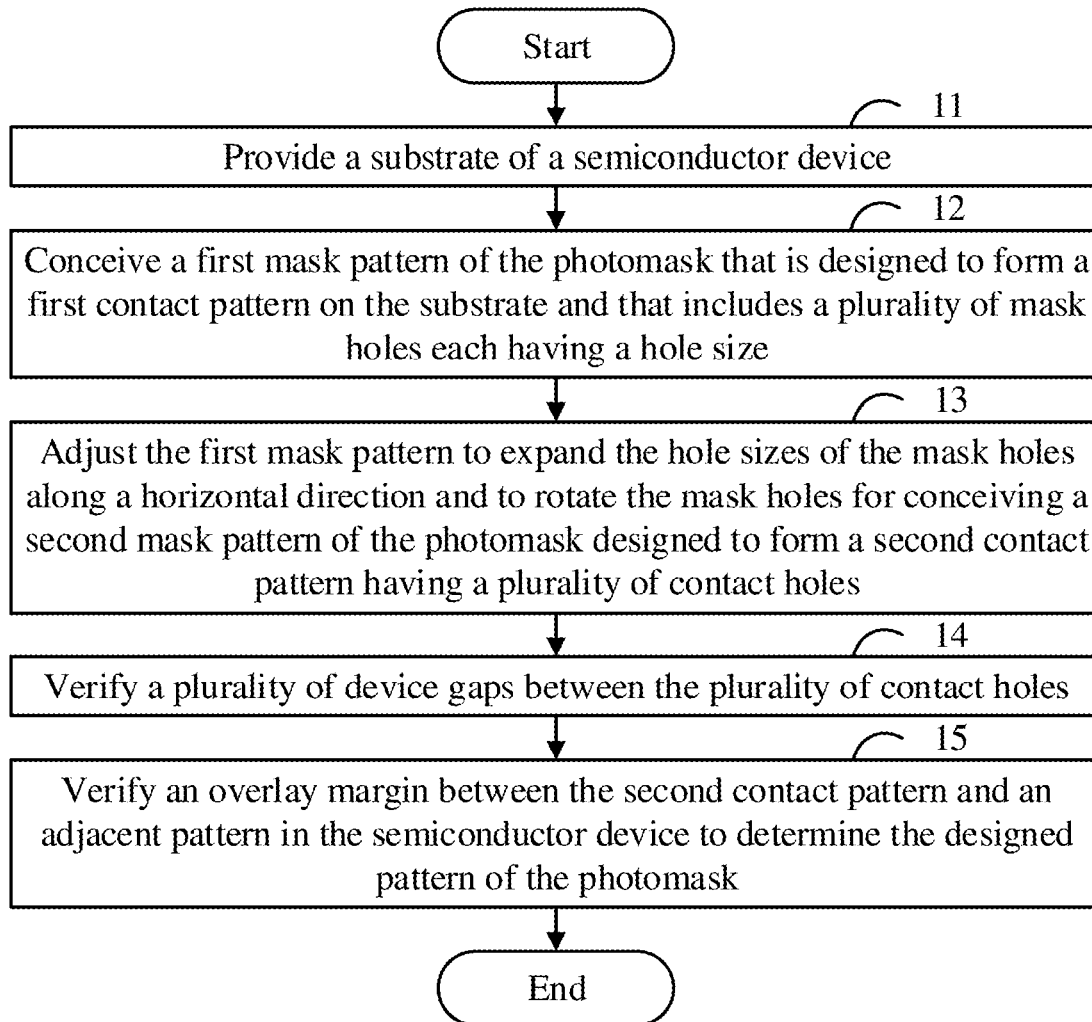 Start
11
Provide a substrate of a semiconductor device
12
Conceive a first mask pattern of the photomask that is designed to form a
first contact pattern on the substrate and that includes a plurality of mask
holes each having a hole size
13
Adjust the first mask pattern to expand the hole sizes of the mask holes
along a horizontal direction and to rotate the mask holes for conceiving a
second mask pattern of the photomask designed to form a second contact
pattern having a plurality of contact holes
14
Verify a plurality of device gaps between the plurality of contact holes
15
Verify an overlay margin between the second contact pattern and an
adjacent pattern in the semiconductor device to determine the designed
pattern of the photomask
End